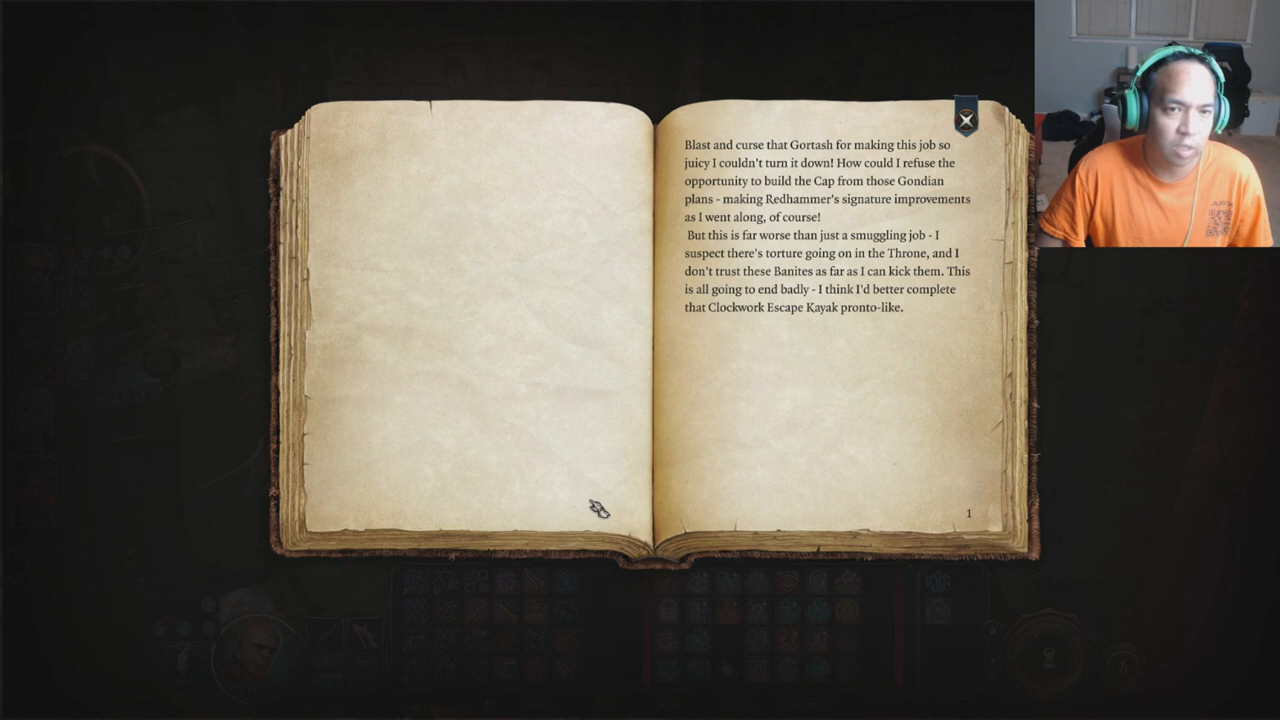 Blast and curse that Gortash for making this job so
juicy I couldn't turn it down! How could I refuse the
opportunity to build the Cap from those Gondian
plans - making Redhammer's signature improvements
as I went along, of course!
But this is far worse than just a smuggling job - I
suspect there's torture going on in the Throne, and I
don't trust these Banites as far as I can kick them. This
is all going to end badly - I think I'd better complete
that Clockwork Escape Kayak pronto-like.
1